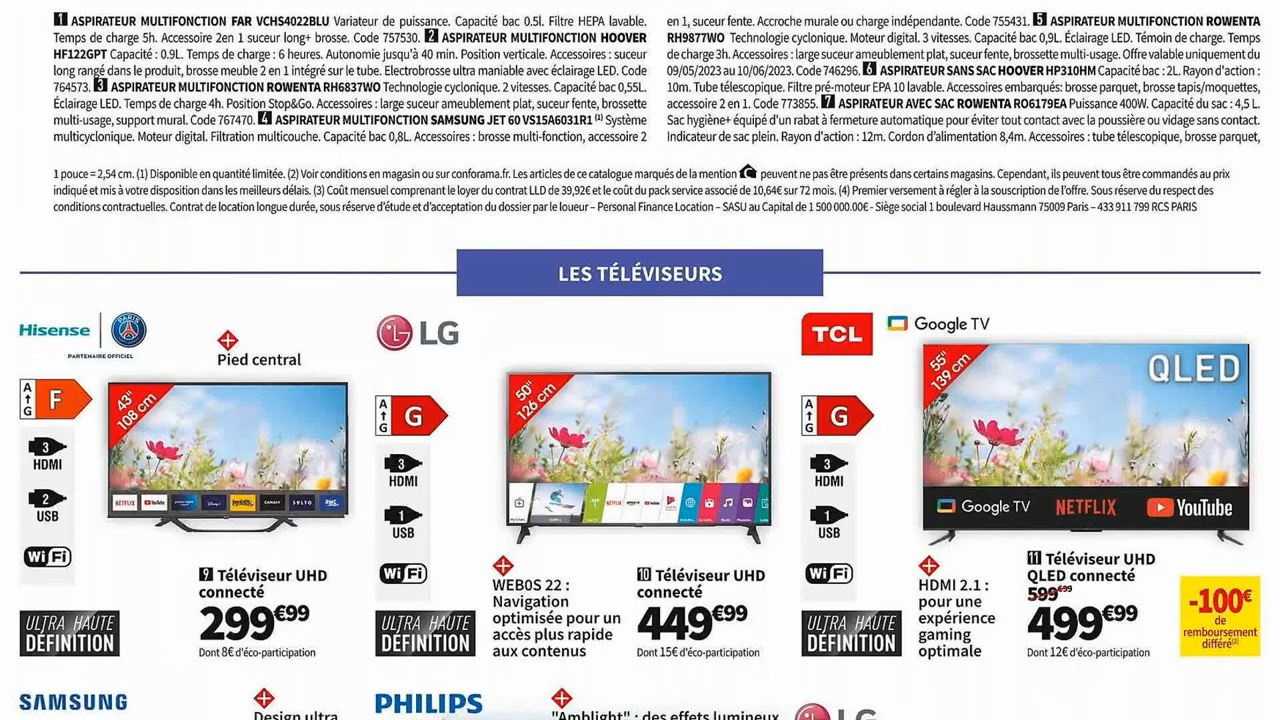 1 ASPIRATEUR MULTIFONCTION FAR VCHS4022BLU Variateur de puissance. Capacité bac 0.5l. Filtre HEPA lavable.
Temps de charge 5h. Accessoire 2en 1 suceur long+ brosse. Code 757530. 2 ASPIRATEUR MULTIFONCTION HOOVER
HF122GPT Capacité : 0.9L. Temps de charge : 6 heures. Autonomie jusqu'à 40 min. Position verticale. Accessoires : suceur
long rangé dans le produit, brosse meuble 2 en 1 intégré sur le tube. Electrobrosse ultra maniable avec éclairage LED. Code
764573. 3 ASPIRATEUR MULTIFONCTION ROWENTA RH6837WO Technologie cyclonique. 2 vitesses. Capacité bac 0,55L.
Éclairage LED. Temps de charge 4h. Position Stop&Go. Accessoires : large suceur ameublement plat, suceur fente, brossette
multi-usage, support mural. Code 767470. 4 ASPIRATEUR MULTIFONCTION SAMSUNG JET 60 VS15A6031R1 (1) Système
multicyclonique. Moteur digital. Filtration multicouche. Capacité bac 0,8L. Accessoires : brosse multi-fonction, accessoire 2
en 1, suceur fente. Accroche murale ou charge indépendante. Code 755431. 5 ASPIRATEUR MULTIFONCTION ROWENTA
RH9877WO Technologie cyclonique. Moteur digital. 3 vitesses. Capacité bac 0,9L. Éclairage LED. Témoin de charge. Temps
de charge 3h. Accessoires : large suceur ameublement plat, suceur fente, brossette multi-usage. Offre valable uniquement du
09/05/2023 au 10/06/2023. Code 746296. 6 ASPIRATEUR SANS SAC HOOVER HP310HM Capacité bac : 2L. Rayon d'action :
10m. Tube télescopique. Filtre pré-moteur EPA 10 lavable. Accessoires embarqués: brosse parquet, brosse tapis/moquettes,
accessoire 2 en 1. Code 773855. 7 ASPIRATEUR AVEC SAC ROWENTA RO6179EA Puissance 400W. Capacité du sac : 4,5 L.
Sac hygiène+ équipé d'un rabat à fermeture automatique pour éviter tout contact avec la poussière ou vidage sans contact.
Indicateur de sac plein. Rayon d'action : 12m. Cordon d'alimentation 8,4m. Accessoires : tube télescopique, brosse parquet,
1 pouce = 2,54 cm. (1) Disponible en quantité limitée. (2) Voir conditions en magasin ou sur conforama.fr. Les articles de ce catalogue marqués de la mention peuvent ne pas être présents dans certains magasins. Cependant, ils peuvent tous être commandés au prix
indiqué et mis à votre disposition dans les meilleurs délais. (3) Coût mensuel comprenant le loyer du contrat LLD de 39,92€ et le coût du pack service associé de 10,64€ sur 72 mois. (4) Premier versement à régler à la souscription de l'offre. Sous réserve du respect des
conditions contractuelles. Contrat de location longue durée, sous réserve d'étude et d'acceptation du dossier par le loueur – Personal Finance Location – SASU au Capital de 1 500 000.00€ - Siège social 1 boulevard Haussmann 75009 Paris – 433 911 799 RCS PARIS
LES TÉLÉVISEURS
Hisense
PARIS
PARTENAIRE OFFICIEL
Pied central
A
G
F
43"
108 cm
3
HDMI
2
USB
WiFi
NETFLIX YouTube prime video Disney+ CANAL+ SYLTO RMC
9 Téléviseur UHD
connecté
299€99
Dont 8€ d'éco-participation
ULTRA HAUTE
DÉFINITION
LG
A
G
G
50"
126 cm
3
HDMI
1
USB
WiFi
NETFLIX
WEBOS 22 :
Navigation
optimisée pour un
accès plus rapide
aux contenus
10 Téléviseur UHD
connecté
449€99
Dont 15€ d'éco-participation
ULTRA HAUTE
DÉFINITION
TCL
Google TV
A
G
G
55"
139 cm
QLED
3
HDMI
1
USB
WiFi
Google TV NETFLIX YouTube
HDMI 2.1 :
pour une
expérience
gaming
optimale
11 Téléviseur UHD
QLED connecté
599€99
499€99
Dont 12€ d'éco-participation
-100€
de
remboursement
différé(2)
ULTRA HAUTE
DÉFINITION
SAMSUNG
Design ultra
PHILIPS
"Amblight" : des effets lumineux
LG